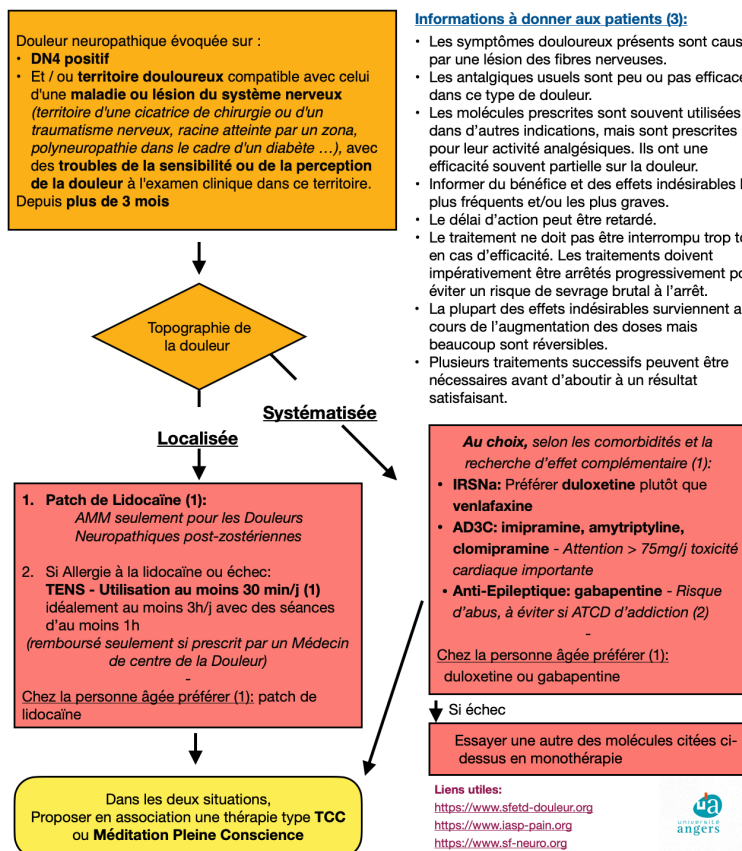 Douleur neuropathique évoquée sur :
• DN4 positif
• Et / ou territoire douloureux compatible avec celui
d'une maladie ou lésion du système nerveux
(territoire d'une cicatrice de chirurgie ou d'un
traumatisme nerveux, racine atteinte par un zona,
polyneuropathie dans le cadre d'un diabète …), avec
des troubles de la sensibilité ou de la perception
de la douleur à l'examen clinique dans ce territoire.
Depuis plus de 3 mois
Topographie de
la douleur
Localisée
Systématisée
1. Patch de Lidocaïne (1):
AMM seulement pour les Douleurs
Neuropathiques post-zostériennes
2. Si Allergie à la lidocaïne ou échec:
TENS - Utilisation au moins 30 min/j (1)
idéalement au moins 3h/j avec des séances
d'au moins 1h
(remboursé seulement si prescrit par un Médecin
de centre de la Douleur)
-
Chez la personne âgée préférer (1): patch de
lidocaïne
Dans les deux situations,
Proposer en association une thérapie type TCC
ou Méditation Pleine Conscience
Informations à donner aux patients (3):
• Les symptômes douloureux présents sont caus
par une lésion des fibres nerveuses.
• Les antalgiques usuels sont peu ou pas efficace
dans ce type de douleur.
• Les molécules prescrites sont souvent utilisées
dans d'autres indications, mais sont prescrites
pour leur activité analgésiques. Ils ont une
efficacité souvent partielle sur la douleur.
• Informer du bénéfice et des effets indésirables
plus fréquents et/ou les plus graves.
• Le délai d'action peut être retardé.
• Le traitement ne doit pas être interrompu trop t
en cas d'efficacité. Les traitements doivent
impérativement être arrêtés progressivement po
éviter un risque de sevrage brutal à l'arrêt.
• La plupart des effets indésirables surviennent a
cours de l'augmentation des doses mais
beaucoup sont réversibles.
• Plusieurs traitements successifs peuvent être
nécessaires avant d'aboutir à un résultat
satisfaisant.
Au choix, selon les comorbidités et la
recherche d'effet complémentaire (1):
• IRSNa: Préférer duloxetine plutôt que
venlafaxine
• AD3C: imipramine, amytriptyline,
clomipramine - Attention > 75mg/j toxicité
cardiaque importante
• Anti-Epileptique: gabapentine - Risque
d'abus, à éviter si ATCD d'addiction (2)
-
Chez la personne âgée préférer (1):
duloxetine ou gabapentine
Si échec
Essayer une autre des molécules citées ci-
dessus en monothérapie
Liens utiles:
https://www.sfetd-douleur.org
https://www.iasp-pain.org
https://www.sf-neuro.org
ua
université
angers